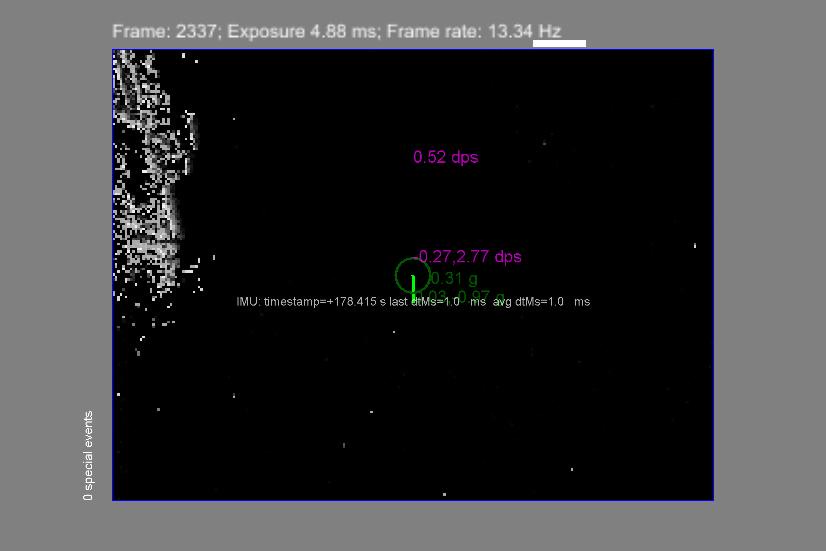 Frame: 2337; Exposure 4.88 ms; Frame rate: 13.34 Hz
0.52 dps
-0.27,2.77 dps
0.31 g
0.03,-0.97 g
IMU: timestamp=+178.415 s last dtMs=1.0 ms avg dtMs=1.0 ms
0 special events